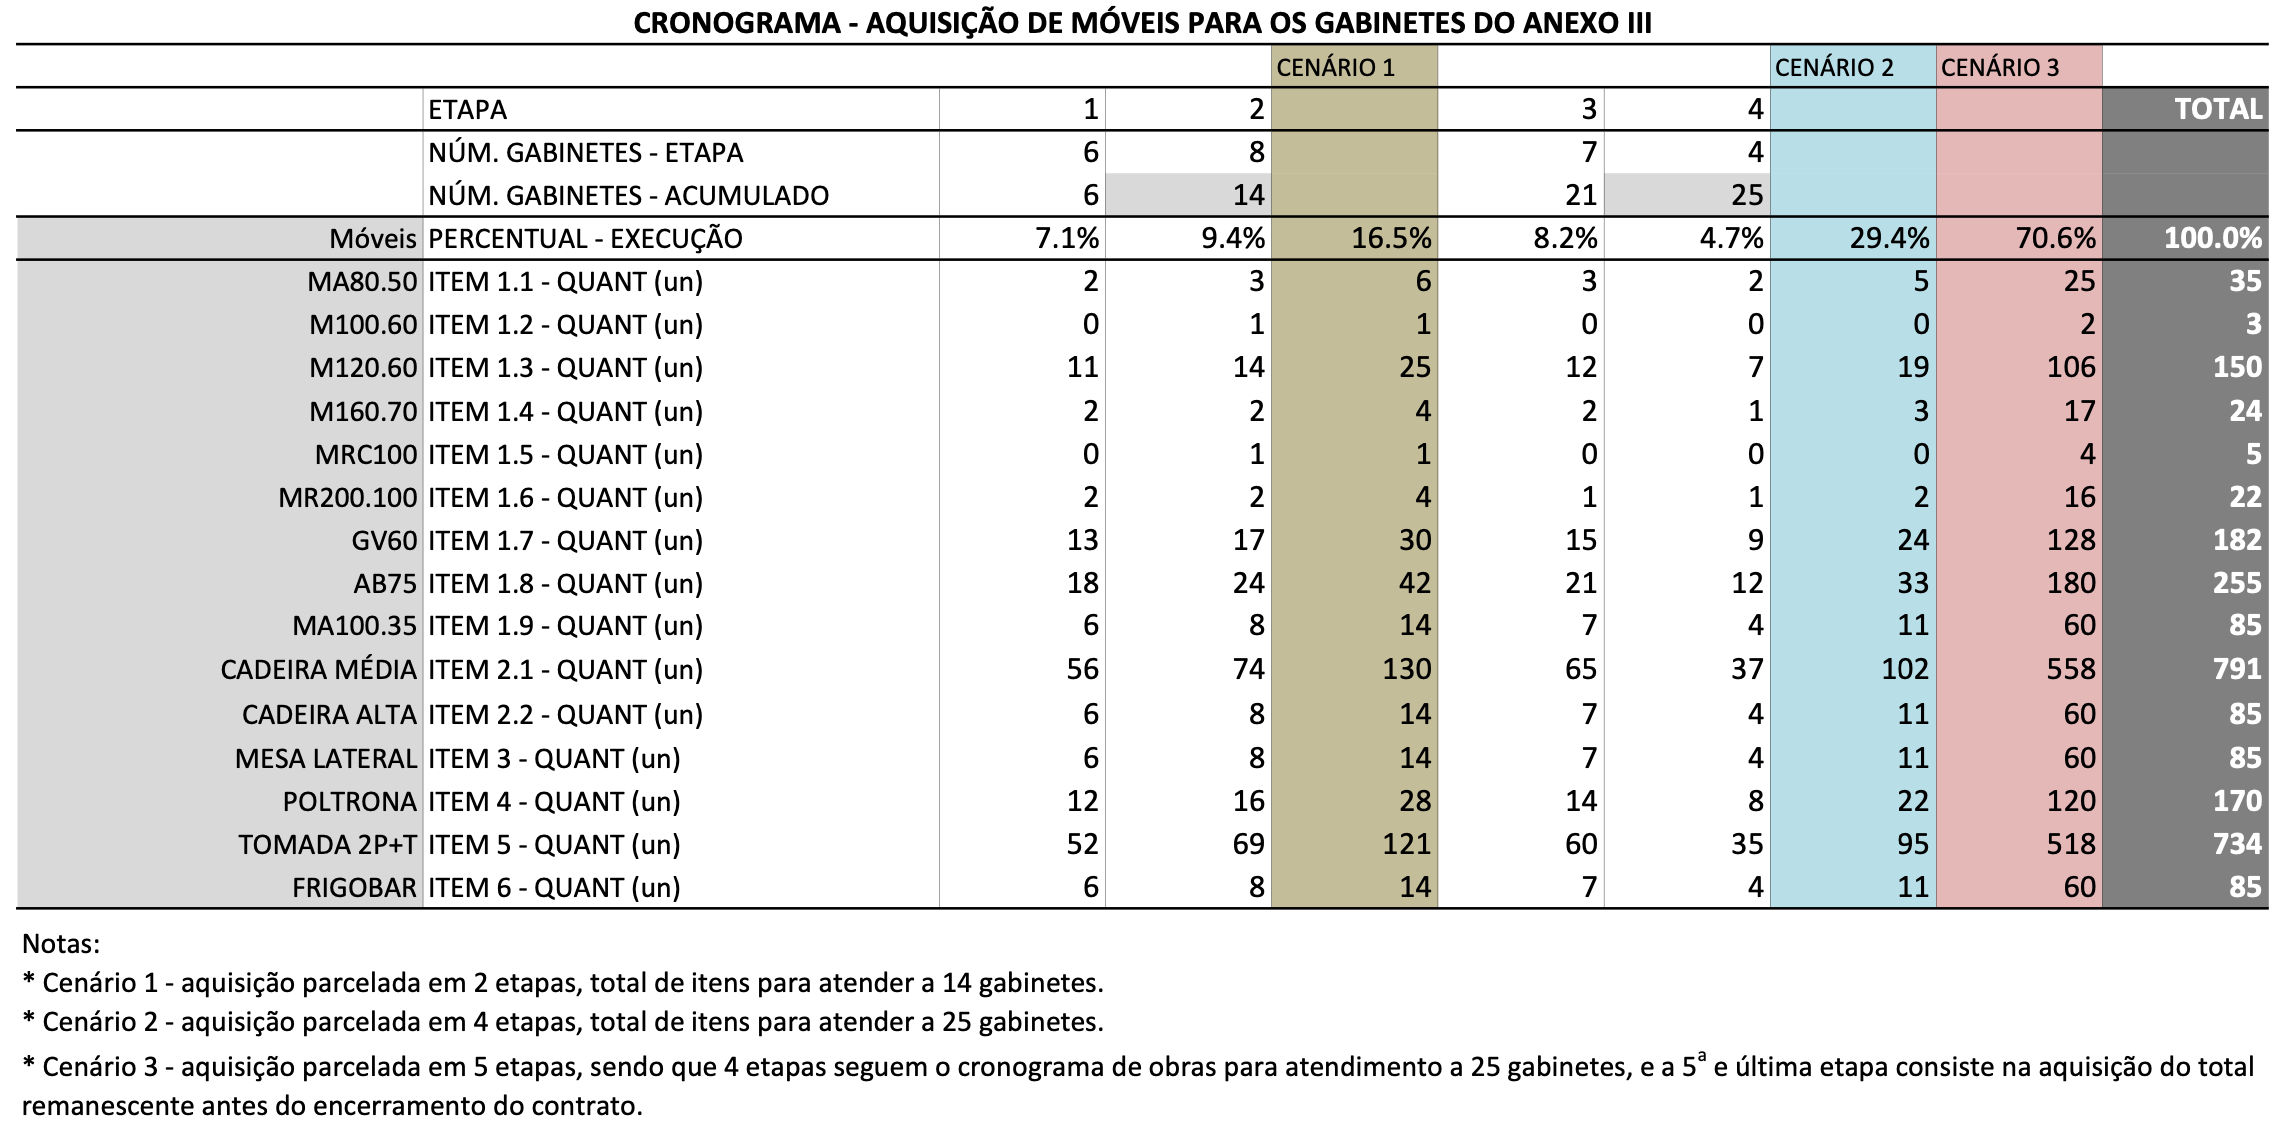 CRONOGRAMA - AQUISIÇÃO DE MÓVEIS PARA OS GABINETES DO ANEXO III
CENÁRIO 1 CENÁRIO 2 CENÁRIO 3
ETAPA 1 2 3 4 TOTAL
NÚM. GABINETES - ETAPA 6 8 7 4
NÚM. GABINETES - ACUMULADO 6 14 21 25
Móveis PERCENTUAL - EXECUÇÃO 7.1% 9.4% 16.5% 8.2% 4.7% 29.4% 70.6% 100.0%
MA80.50 ITEM 1.1 - QUANT (un) 2 3 6 3 2 5 25 35
M100.60 ITEM 1.2 - QUANT (un) 0 1 1 0 0 0 2 3
M120.60 ITEM 1.3 - QUANT (un) 11 14 25 12 7 19 106 150
M160.70 ITEM 1.4 - QUANT (un) 2 2 4 2 1 3 17 24
MRC100 ITEM 1.5 - QUANT (un) 0 1 1 0 0 0 4 5
MR200.100 ITEM 1.6 - QUANT (un) 2 2 4 1 1 2 16 22
GV60 ITEM 1.7 - QUANT (un) 13 17 30 15 9 24 128 182
AB75 ITEM 1.8 - QUANT (un) 18 24 42 21 12 33 180 255
MA100.35 ITEM 1.9 - QUANT (un) 6 8 14 7 4 11 60 85
CADEIRA MÉDIA ITEM 2.1 - QUANT (un) 56 74 130 65 37 102 558 791
CADEIRA ALTA ITEM 2.2 - QUANT (un) 6 8 14 7 4 11 60 85
MESA LATERAL ITEM 3 - QUANT (un) 6 8 14 7 4 11 60 85
POLTRONA ITEM 4 - QUANT (un) 12 16 28 14 8 22 120 170
TOMADA 2P+T ITEM 5 - QUANT (un) 52 69 121 60 35 95 518 734
FRIGOBAR ITEM 6 - QUANT (un) 6 8 14 7 4 11 60 85
Notas:
* Cenário 1 - aquisição parcelada em 2 etapas, total de itens para atender a 14 gabinetes.
* Cenário 2 - aquisição parcelada em 4 etapas, total de itens para atender a 25 gabinetes.
* Cenário 3 - aquisição parcelada em 5 etapas, sendo que 4 etapas seguem o cronograma de obras para atendimento a 25 gabinetes, e a 5ª e última etapa consiste na aquisição do total
remanescente antes do encerramento do contrato.